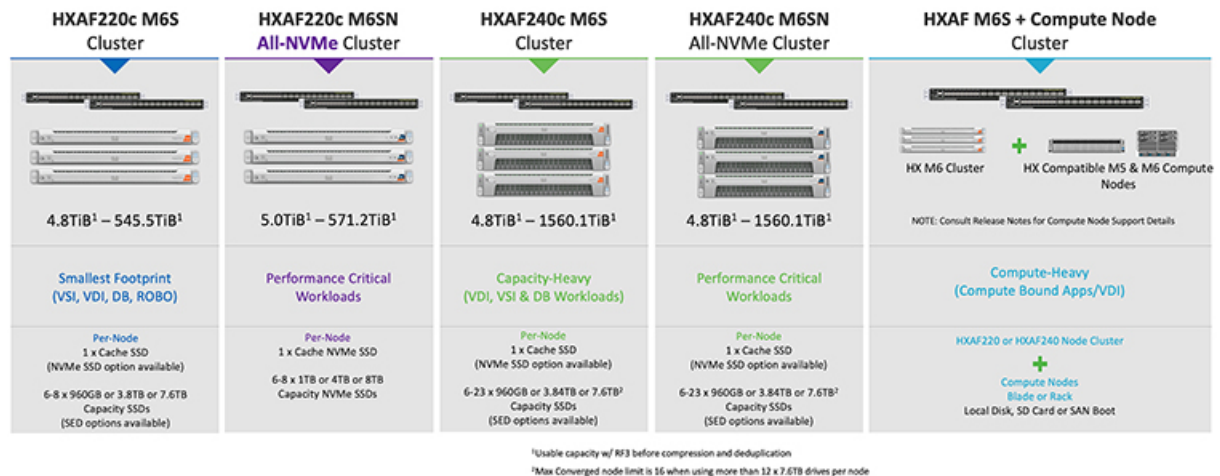 HXAF220c M6S
Cluster
4.8TiB¹ – 545.5TiB¹
Smallest Footprint
(VSI, VDI, DB, ROBO)
Per-Node
1 x Cache SSD
(NVMe SSD option available)
6-8 x 960GB or 3.8TB or 7.6TB
Capacity SSDs
(SED options available)
HXAF220c M6SN
All-NVMe Cluster
5.0TiB¹ – 571.2TiB¹
Performance Critical
Workloads
Per-Node
1 x Cache NVMe SSD
6-8 x 1TB or 4TB or 8TB
Capacity NVMe SSDs
HXAF240c M6S
Cluster
4.8TiB¹ – 1560.1TiB¹
Capacity-Heavy
(VDI, VSI & DB Workloads)
Per-Node
1 x Cache SSD
(NVMe SSD option available)
6-23 x 960GB or 3.84TB or 7.6TB²
Capacity SSDs
(SED options available)
HXAF240c M6SN
All-NVMe Cluster
4.8TiB¹ – 1560.1TiB¹
Performance Critical
Workloads
Per-Node
1 x Cache SSD
(NVMe SSD option available)
6-23 x 960GB or 3.84TB or 7.6TB²
Capacity SSDs
(SED options available)
HXAF M6S + Compute Node
Cluster
HX M6 Cluster
+
HX Compatible M5 & M6 Compute
Nodes
NOTE: Consult Release Notes for Compute Node Support Details
Compute-Heavy
(Compute Bound Apps/VDI)
HXAF220 or HXAF240 Node Cluster
+
Compute Nodes
Blade or Rack
Local Disk, SD Card or SAN Boot
¹Usable capacity w/ RF3 before compression and deduplication
²Max Converged node limit is 16 when using more than 12 x 7.6TB drives per node